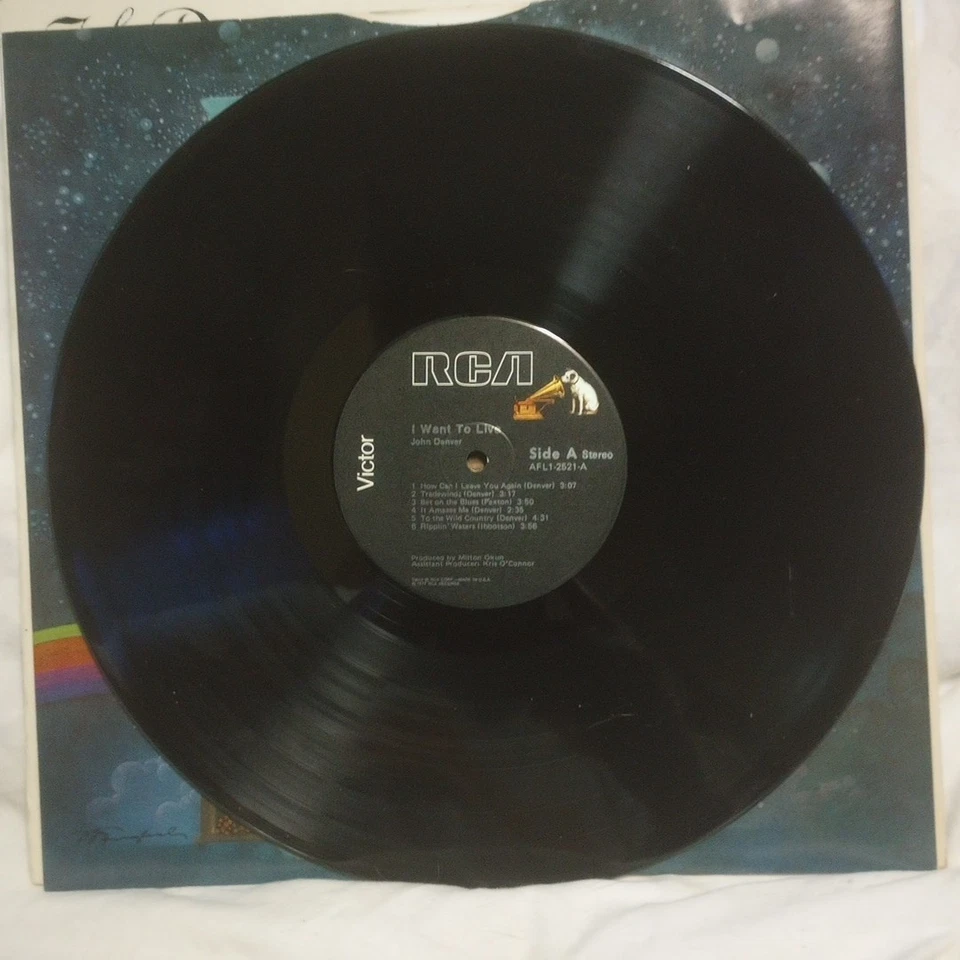 RCA
I Want To Live
John Denver
Victor
Side A Stereo
AFL1-2521-A
1 How Can I Leave You Again (Denver) 3:07
2 Tradewinds (Denver) 3:17
3 Bet on the Blues (Paxton) 3:50
4 It Amazes Me (Denver) 2:35
5 To the Wild Country (Denver) 4:31
6 Ripplin' Waters (Ibbotson) 3:56
Produced by Milton Okun
Assistant Producer: Kris O'Connor